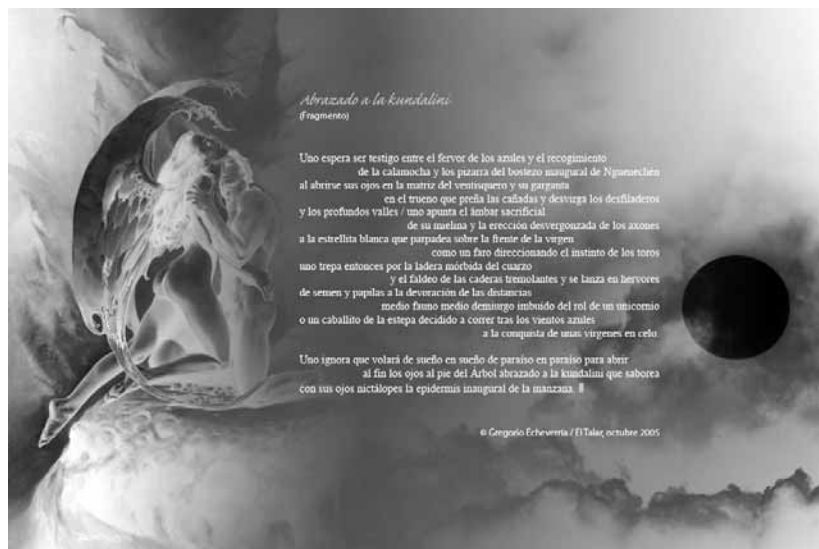 Abrazado a la kundalini
(Fragmento)
Uno espera ser testigo entre el fervor de los azules y el recogimiento
de la calamocha y los pizarra del bostezo inaugural de Nguenechén
al abrirse sus ojos en la matriz del ventisquero y su garganta
en el trueno que preña las cañadas y desvirga los desfiladeros
y los profundos valles / uno apunta el ámbar sacrificial
de su mielina y la erección desvergonzada de los axones
a la estrellita blanca que parpadea sobre la frente de la virgen
como un faro direccionando el instinto de los toros
uno trepa entonces por la ladera mórbida del cuarzo
y el faldeo de las caderas tremolantes y se lanza en hervores
de semen y papilas a la devoración de las distancias
medio fauno medio demiurgo imbuido del rol de un unicornio
o un caballito de la estepa decidido a correr tras los vientos azules
a la conquista de unas vírgenes en celo.
Uno ignora que volará de sueño en sueño de paraíso en paraíso para abrir
al fin los ojos al pie del Árbol abrazado a la kundalini que saborea
con sus ojos nictálopes la epidermis inaugural de la manzana.
© Gregorio Echeverría / El Talar, octubre 2005